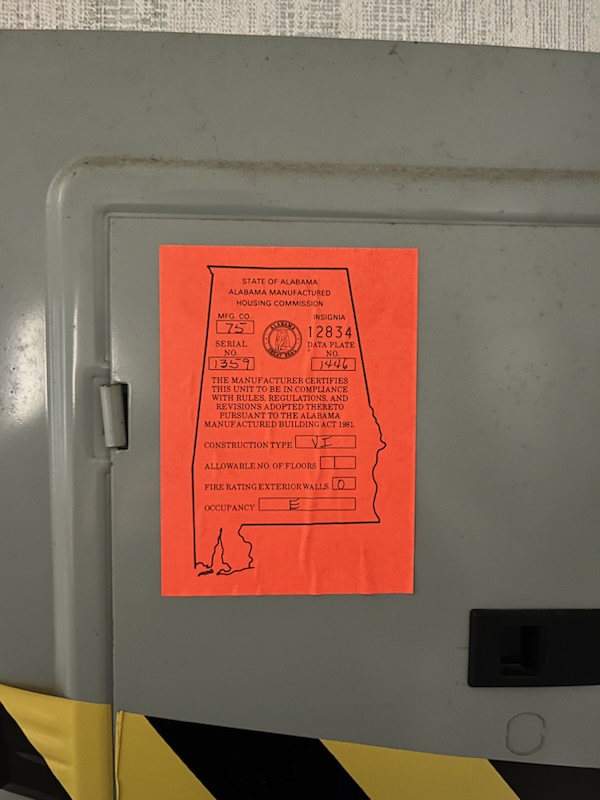 STATE OF ALABAMA
ALABAMA MANUFACTURED
HOUSING COMMISSION
MFG. CO. INSIGNIA
75 12834
SERIAL DATA PLATE
NO. NO.
1359 1446
ALABAMA
GREAT SEAL
THE MANUFACTURER CERTIFIES
THIS UNIT TO BE IN COMPLIANCE
WITH RULES, REGULATIONS, AND
REVISIONS ADOPTED THERETO
PURSUANT TO THE ALABAMA
MANUFACTURED BUILDING ACT 1981.
CONSTRUCTION TYPE VI
ALLOWABLE NO. OF FLOORS 1
FIRE RATING EXTERIOR WALLS 0
OCCUPANCY E